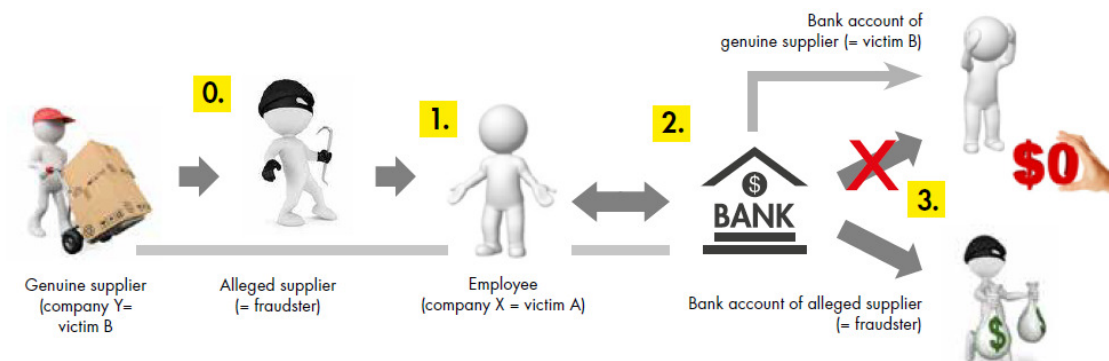 Bank account of
genuine supplier (= victim B)
0.
1.
2.
X
$0
3.
$
BANK
Genuine supplier
(company Y=
victim B
Alleged supplier
(= fraudster)
Employee
(company X = victim A)
Bank account of alleged supplier
(= fraudster)
$